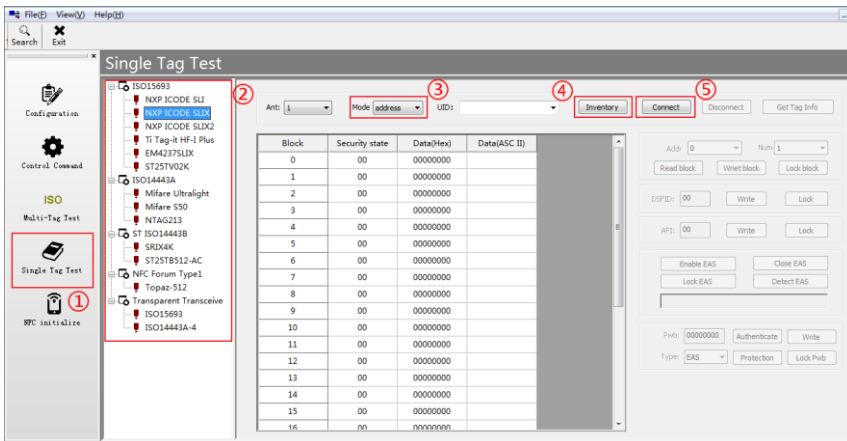 File(F) View(V) Help(H)
Search Exit
Configuration
Control Command
ISO
Multi-Tag Test
Single Tag Test
①
NFC initialize
Single Tag Test
ISO15693
NXP ICODE SLI
NXP ICODE SLIX
NXP ICODE SLIX2
Ti Tag-it HF-I Plus
EM4237SLIX
ST25TV02K
ISO14443A
Mifare Ultralight
Mifare S50
NTAG213
ST ISO14443B
SRIX4K
ST25TB512-AC
NFC Forum Type1
Topaz-512
Transparent Transceive
ISO15693
ISO14443A-4
② ③ ④ ⑤
Ant: 1 Mode address UID: Inventory Connect Disconnect Get Tag Info
Block Security state Data(Hex) Data(ASC II)
0 00 00000000
1 00 00000000
2 00 00000000
3 00 00000000
4 00 00000000
5 00 00000000
6 00 00000000
7 00 00000000
8 00 00000000
9 00 00000000
10 00 00000000
11 00 00000000
12 00 00000000
13 00 00000000
14 00 00000000
15 00 00000000
16 00 00000000
Addr 0 Num 1
Read block Wriet block Lock block
DSFID: 00 Write Lock
AFI: 00 Write Lock
Enable EAS Close EAS
Lock EAS Detect EAS
Pwb: 00000000 Authenticate Write
Type: EAS Protection Lock Pwb